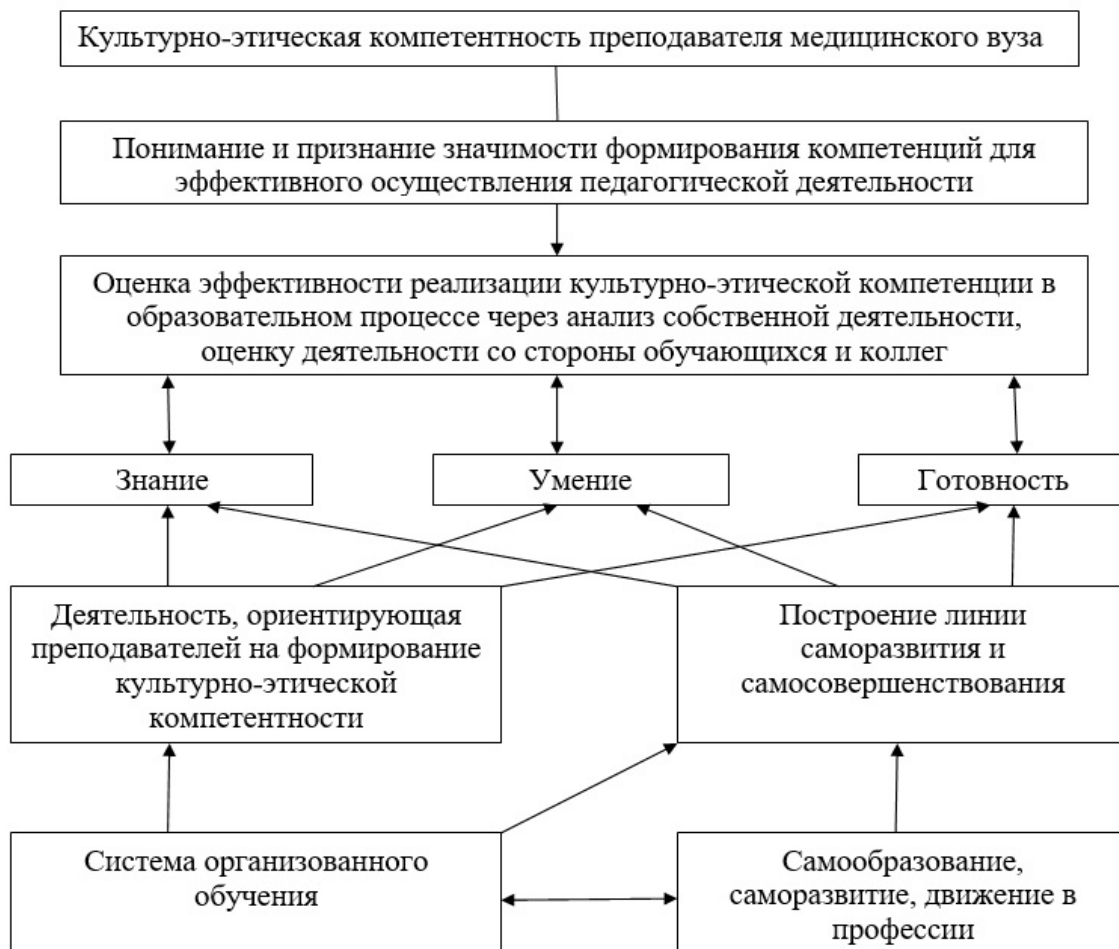 Культурно-этическая компетентность преподавателя медицинского вуза
Понимание и признание значимости формирования компетенций для
эффективного осуществления педагогической деятельности
Оценка эффективности реализации культурно-этической компетенции в
образовательном процессе через анализ собственной деятельности,
оценку деятельности со стороны обучающихся и коллег
Знание
Умение
Готовность
Деятельность, ориентирующая
преподавателей на формирование
культурно-этической
компетентности
Построение линии
саморазвития и
самосовершенствования
Система организованного
обучения
Самообразование,
саморазвитие, движение в
профессии